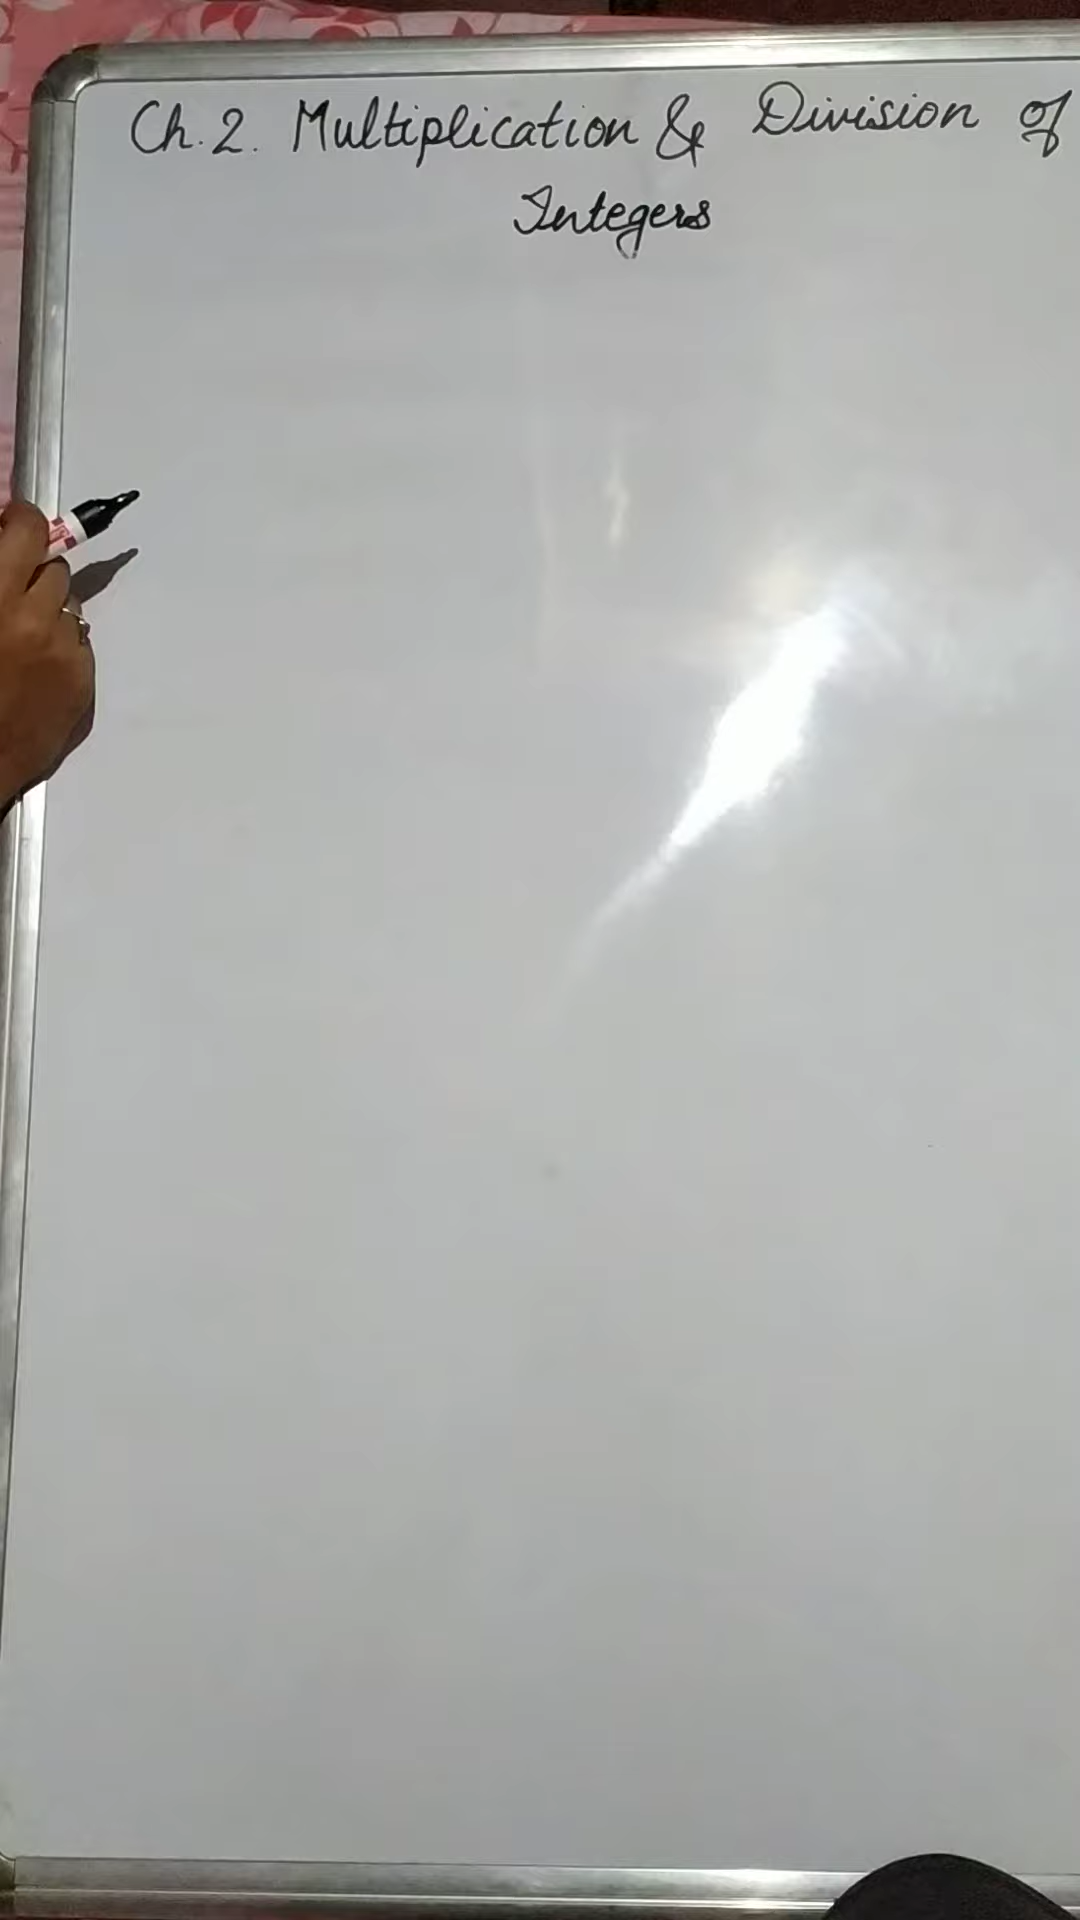 Ch. 2. Multiplication & Division of
Integers